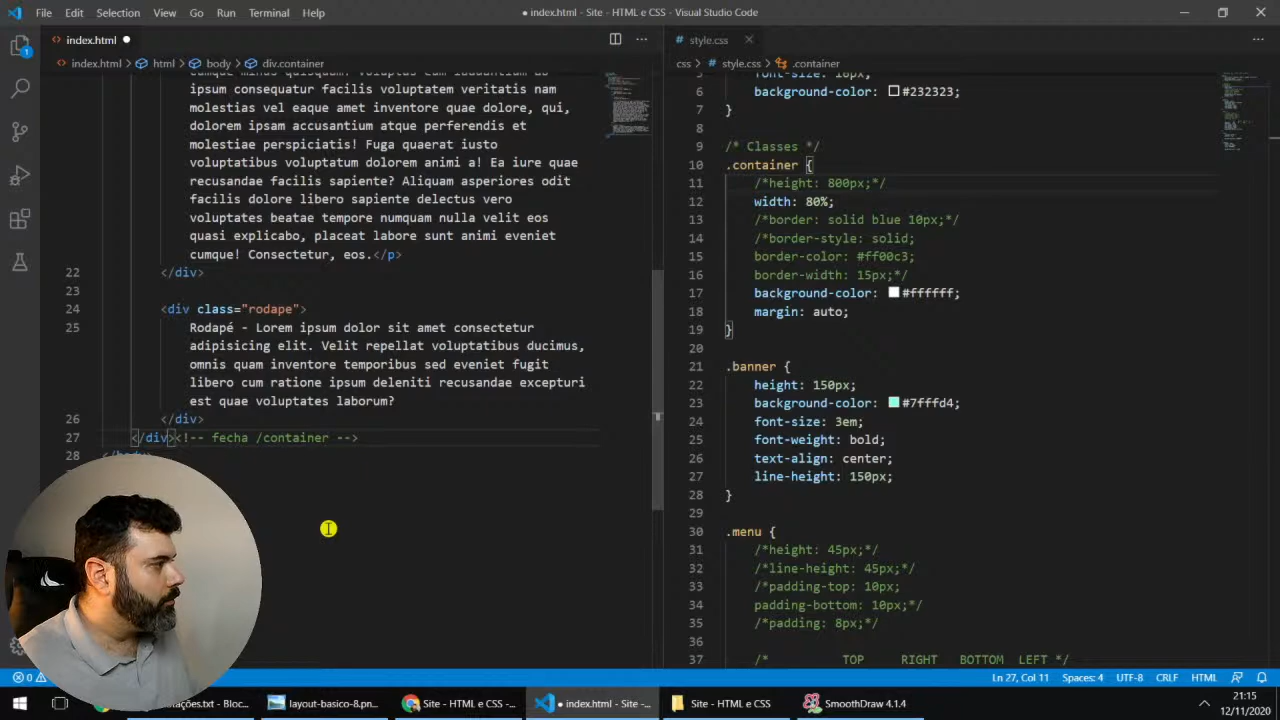 File Edit Selection View Go Run Terminal Help
● index.html - Site - HTML e CSS - Visual Studio Code
index.html
index.html > html > body > div.container
ipsum consequatur facilis voluptatem veritatis nam
molestias vel eaque amet inventore quae dolore, qui,
dolorem ipsam accusantium atque perferendis et
molestiae perspiciatis! Fuga quaerat iusto
voluptatibus voluptatum dolorem animi a! Ea iure quae
recusandae facilis sapiente? Aliquam asperiores odit
facilis dolore libero sapiente delectus vero
voluptates beatae tempore numquam nulla velit eos
quasi explicabo, placeat labore sunt animi eveniet
cumque! Consectetur, eos.</p>
22 </div>
23
24 <div class="rodape">
25 Rodapé - Lorem ipsum dolor sit amet consectetur
adipisicing elit. Velit repellat voluptatibus ducimus,
omnis quam inventore temporibus sed eveniet fugit
libero cum ratione ipsum deleniti recusandae excepturi
est quae voluptates laborum?
26 </div>
27 </div><!-- fecha /container -->
28 </body>
style.css
css > style.css > .container
font-size: 16px;
6 background-color: #232323;
7 }
8
9 /* Classes */
10 .container {
11 /*height: 800px;*/
12 width: 80%;
13 /*border: solid blue 10px;*/
14 /*border-style: solid;
15 border-color: #ff00c3;
16 border-width: 15px;*/
17 background-color: #ffffff;
18 margin: auto;
19 }
20
21 .banner {
22 height: 150px;
23 background-color: #7fffd4;
24 font-size: 3em;
25 font-weight: bold;
26 text-align: center;
27 line-height: 150px;
28 }
29
30 .menu {
31 /*height: 45px;*/
32 /*line-height: 45px;*/
33 /*padding-top: 10px;
34 padding-bottom: 10px;*/
35 /*padding: 8px;*/
36
37 /* TOP RIGHT BOTTOM LEFT */
0
Ln 27, Col 11 Spaces: 4 UTF-8 CRLF HTML
tações.txt - Bloc... layout-basico-8.pn... Site - HTML e CSS -... ● index.html - Site -... Site - HTML e CSS SmoothDraw 4.1.4
21:15
12/11/2020
1